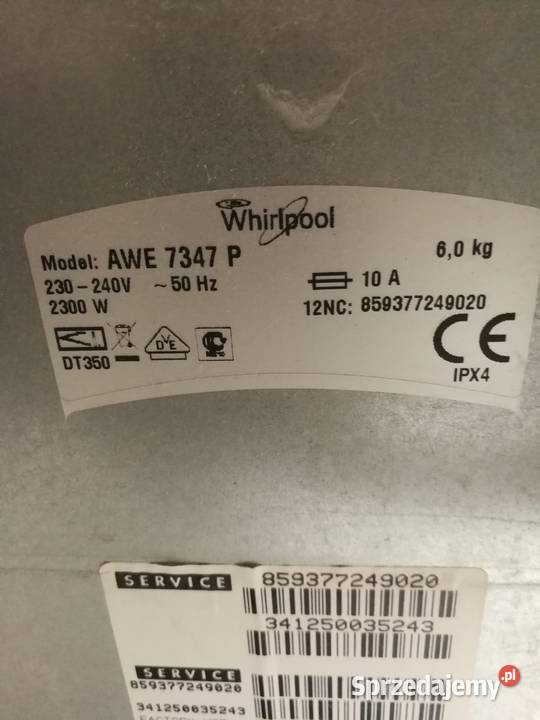 Whirlpool
Model: AWE 7347 P 6,0 kg
230-240V ~ 50 Hz 10 A
2300 W 12NC: 859377249020
DVE
DT350
CE
IPX4
SERVICE 859377249020
341250035243
SERVICE
859377249020
341250035243
Sprzedajemy.pl